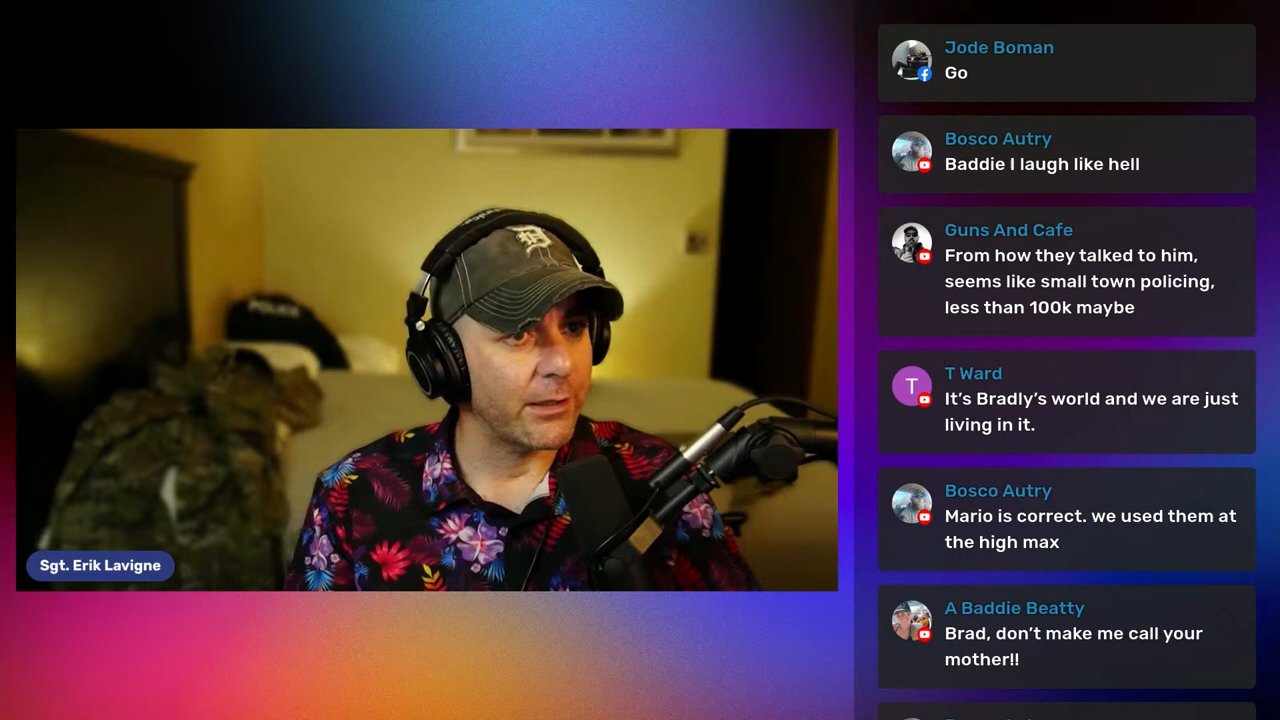 Jode Boman
Go
Bosco Autry
Baddie I laugh like hell
Guns And Cafe
From how they talked to him,
seems like small town policing,
less than 100k maybe
T
T Ward
It’s Bradly’s world and we are just
living in it.
Bosco Autry
Mario is correct. we used them at
the high max
A Baddie Beatty
Brad, don’t make me call your
mother!!
POLICE
D
Sgt. Erik Lavigne